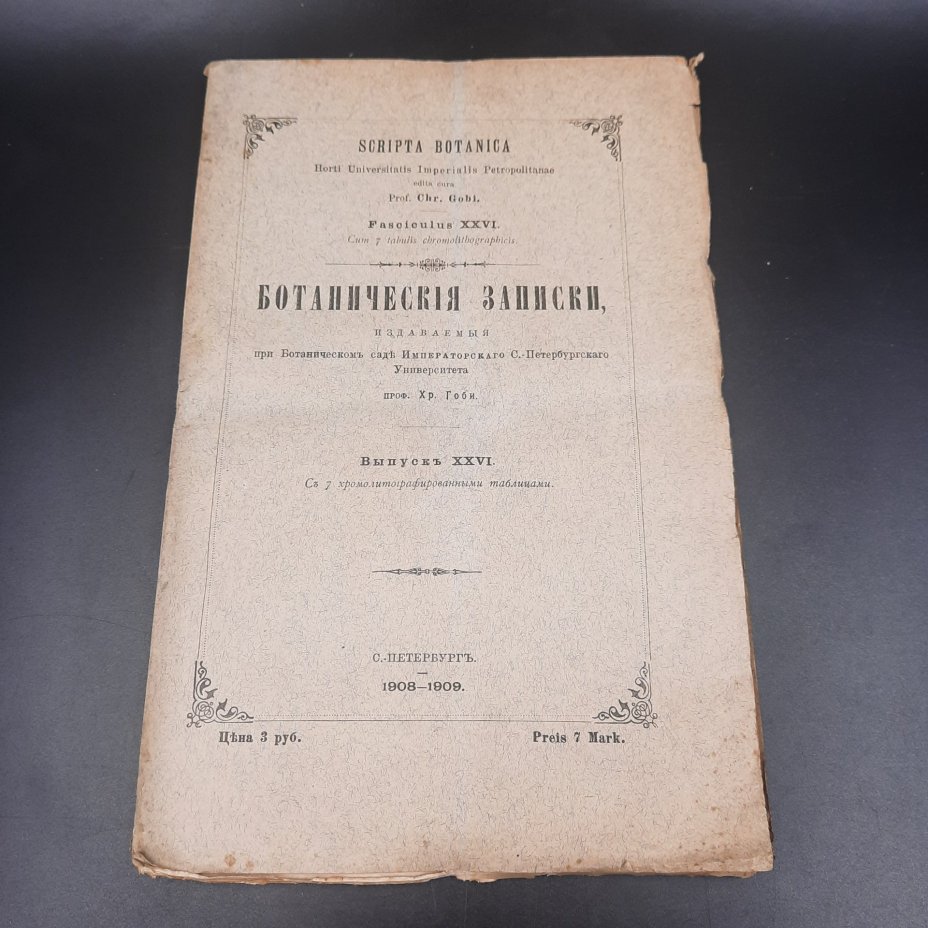 SCRIPTA BOTANICA
Horti Universitatis Imperialis Petropolitanae
edita cura
Prof. Chr. Gobi.
Fasciculus XXVI.
Cum 7 tabulis chromolithographicis.
БОТАНИЧЕСКІЯ ЗАПИСКИ,
ИЗДАВАЕМЫЯ
при Ботаническомъ садѣ Императорскаго С.-Петербургскаго
Университета
проф. Хр. Гоби.
Выпускъ XXVI.
Съ 7 хромолитографированными таблицами.
С.-ПЕТЕРБУРГЪ.
1908–1909.
Цѣна 3 руб.
Preis 7 Mark.